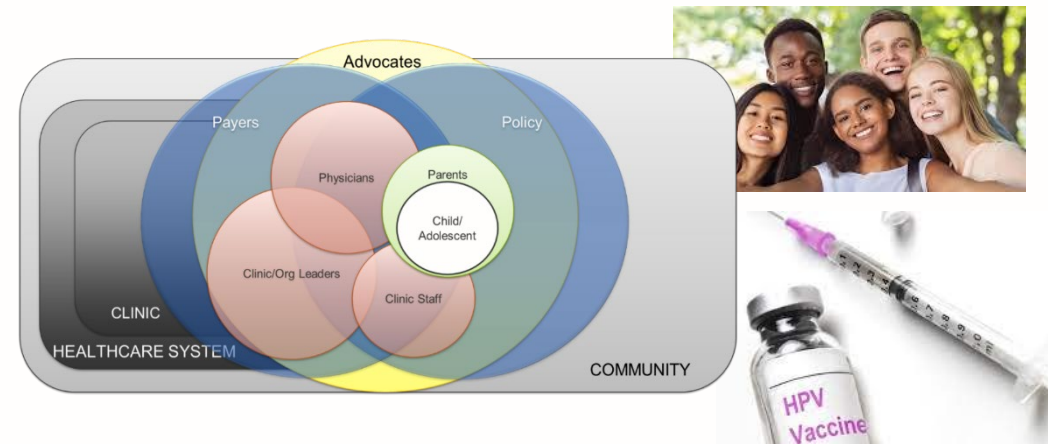 Advocates
Payers
Policy
Physicians
Parents
Child/
Adolescent
Clinic/Org Leaders
Clinic Staff
CLINIC
HEALTHCARE SYSTEM
COMMUNITY
HPV
Vaccine